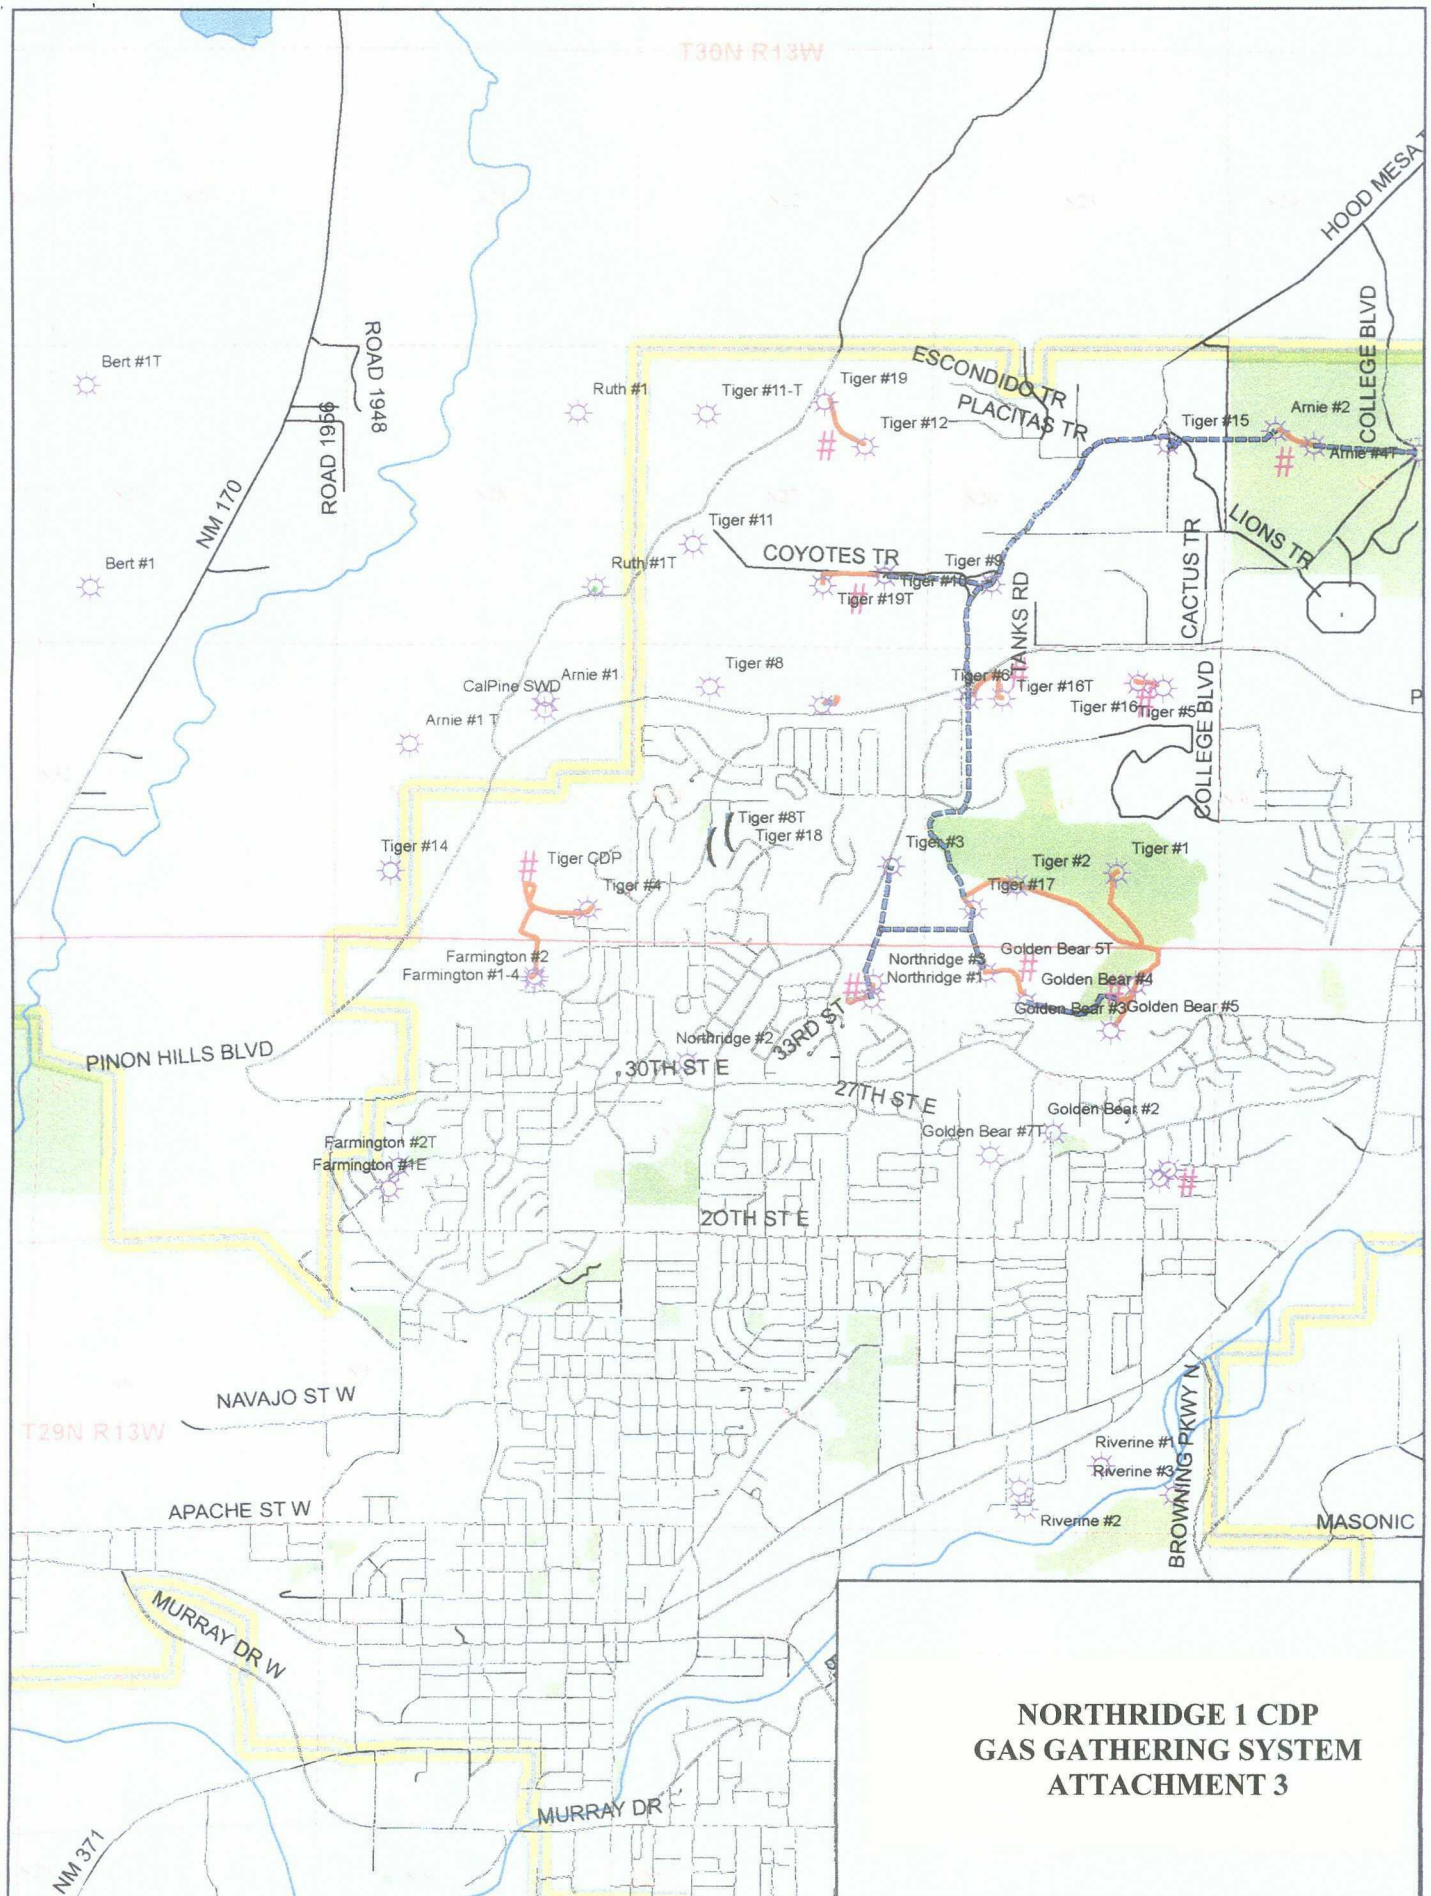 T30N R13W
HOOD MESA
COLLEGE BLVD
ROAD 1948
ROAD 1956
NM 170
Bert #1T
Ruth #1
Tiger #11-T
Tiger #19
ESCONDIDO TR
PLACITAS TR
Tiger #12
Tiger #15
Arnie #2
Arnie #4T
LIONS TR
Tiger #11
COYOTES TR
Tiger #9
Bert #1
Ruth #1T
Tiger #10
Tiger #19T
TANKS RD
CACTUS TR
Tiger #8
Arnie #1
CalPine SWD
Arnie #1 T
Tiger #6
Tiger #16T
Tiger #16
Tiger #5
COLLEGE BLVD
P
Tiger #8T
Tiger #18
Tiger #14
Tiger CDP
Tiger #4
Tiger #3
Tiger #2
Tiger #1
Tiger #17
Farmington #2
Farmington #1-4
Northridge #3
Northridge #1
Golden Bear 5T
Golden Bear #4
Golden Bear #3
Golden Bear #5
PINON HILLS BLVD
Northridge #2
33RD ST
30TH ST E
27TH ST E
Golden Bear #2
Golden Bear #7T
Farmington #2T
Farmington #1E
20TH ST E
NAVAJO ST W
T29N R13W
APACHE ST W
Riverine #1
Riverine #3
Riverine #2
BROWNING PKWY N
MASONIC
MURRAY DR W
MURRAY DR
NM 371
NORTHRIDGE 1 CDP
GAS GATHERING SYSTEM
ATTACHMENT 3